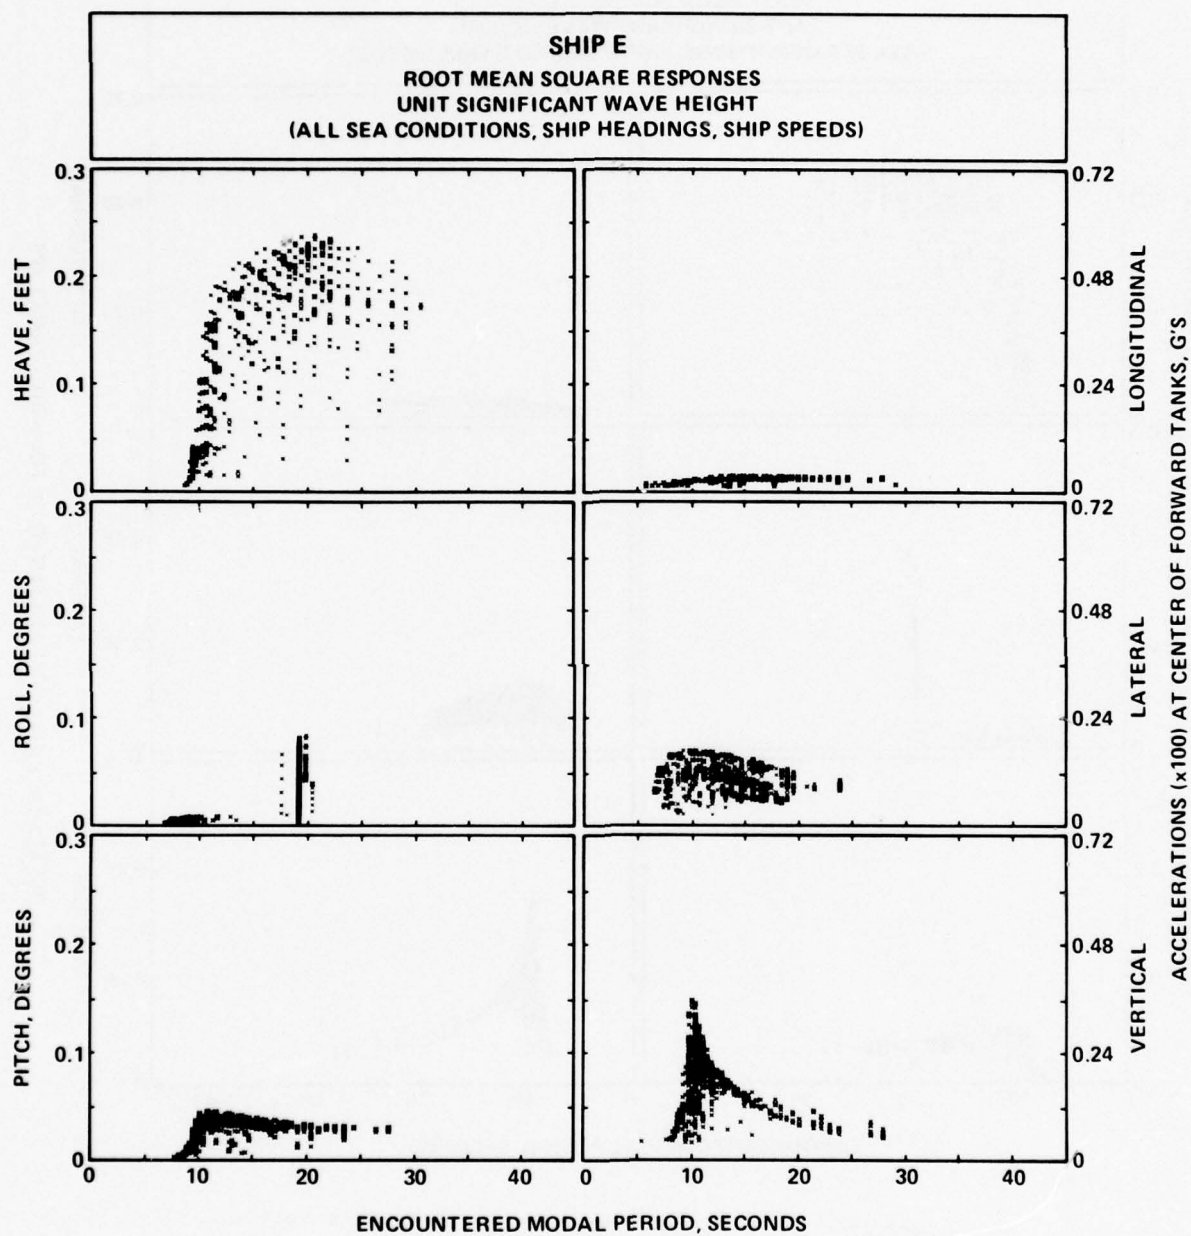 SHIP E
ROOT MEAN SQUARE RESPONSES
UNIT SIGNIFICANT WAVE HEIGHT
(ALL SEA CONDITIONS, SHIP HEADINGS, SHIP SPEEDS)
HEAVE, FEET
0.3
0.2
0.1
0
0.72
0.48
0.24
0
LONGITUDINAL
ROLL, DEGREES
0.3
0.2
0.1
0
0.72
0.48
0.24
0
LATERAL
PITCH, DEGREES
0.3
0.2
0.1
0
0.72
0.48
0.24
0
VERTICAL
ACCELERATIONS (x100) AT CENTER OF FORWARD TANKS, G'S
0 10 20 30 40 0 10 20 30 40
ENCOUNTERED MODAL PERIOD, SECONDS